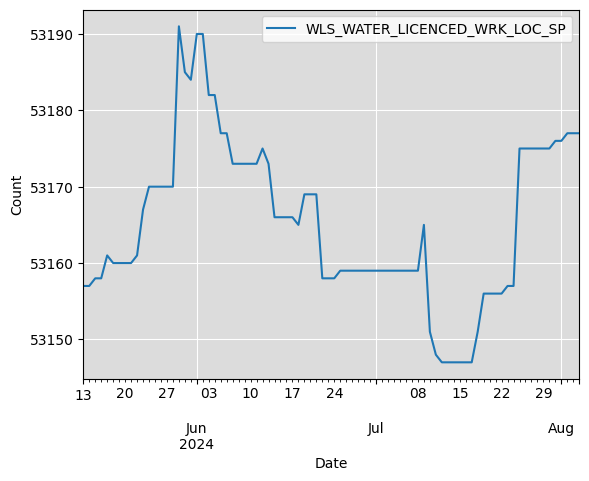 WLS_WATER_LICENCED_WRK_LOC_SP
53190
53180
53170
53160
53150
Count
13 20 27 03 10 17 24 08 15 22 29
Jun Jul Aug
2024
Date